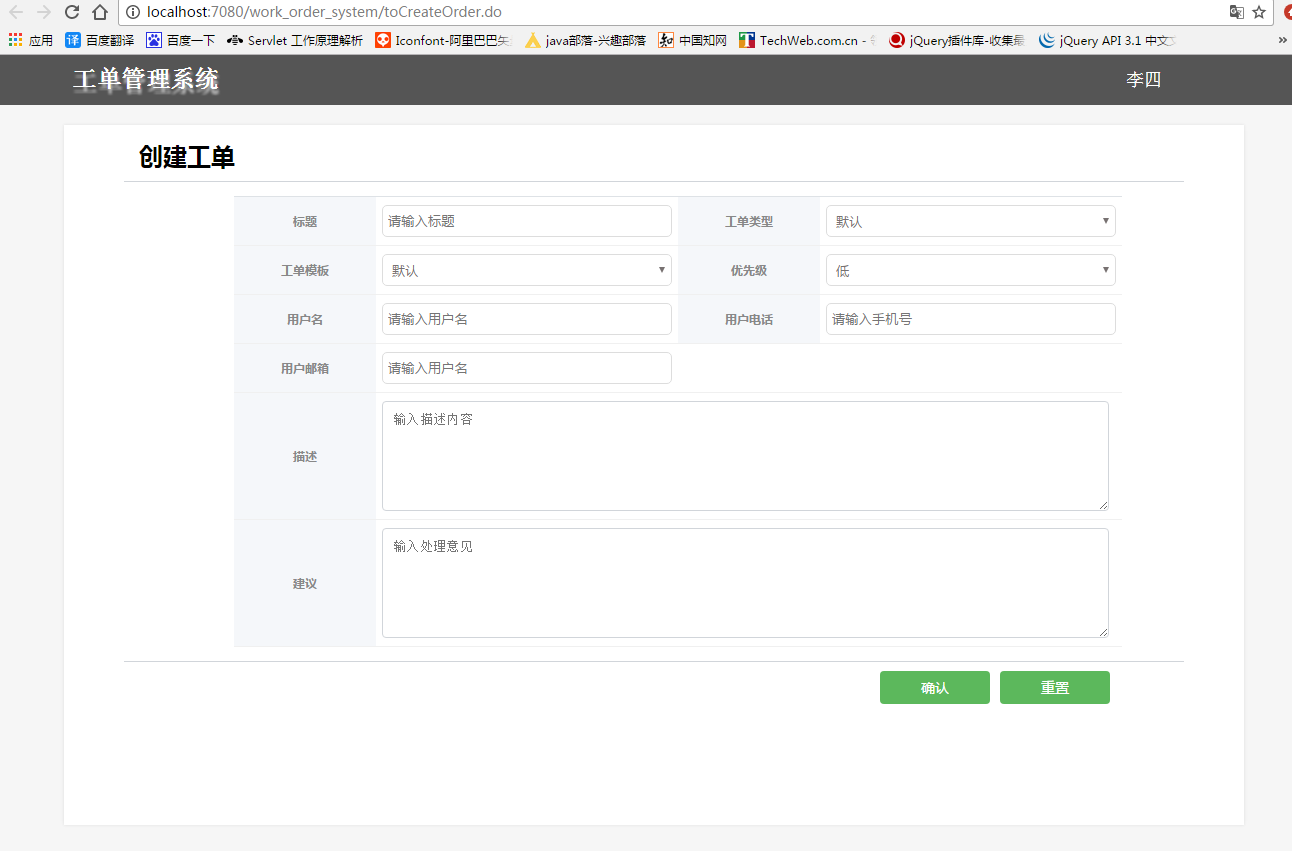 localhost:7080/work_order_system/toCreateOrder.do
应用 百度翻译 百度一下 Servlet 工作原理解析 Iconfont-阿里巴巴矢 java部落-兴趣部落 中国知网 TechWeb.com.cn - jQuery插件库-收集最 jQuery API 3.1 中文 »
工单管理系统 李四
创建工单
标题 请输入标题 工单类型 默认
工单模板 默认 优先级 低
用户名 请输入用户名 用户电话 请输入手机号
用户邮箱 请输入用户名
描述 输入描述内容
建议 输入处理意见
确认 重置